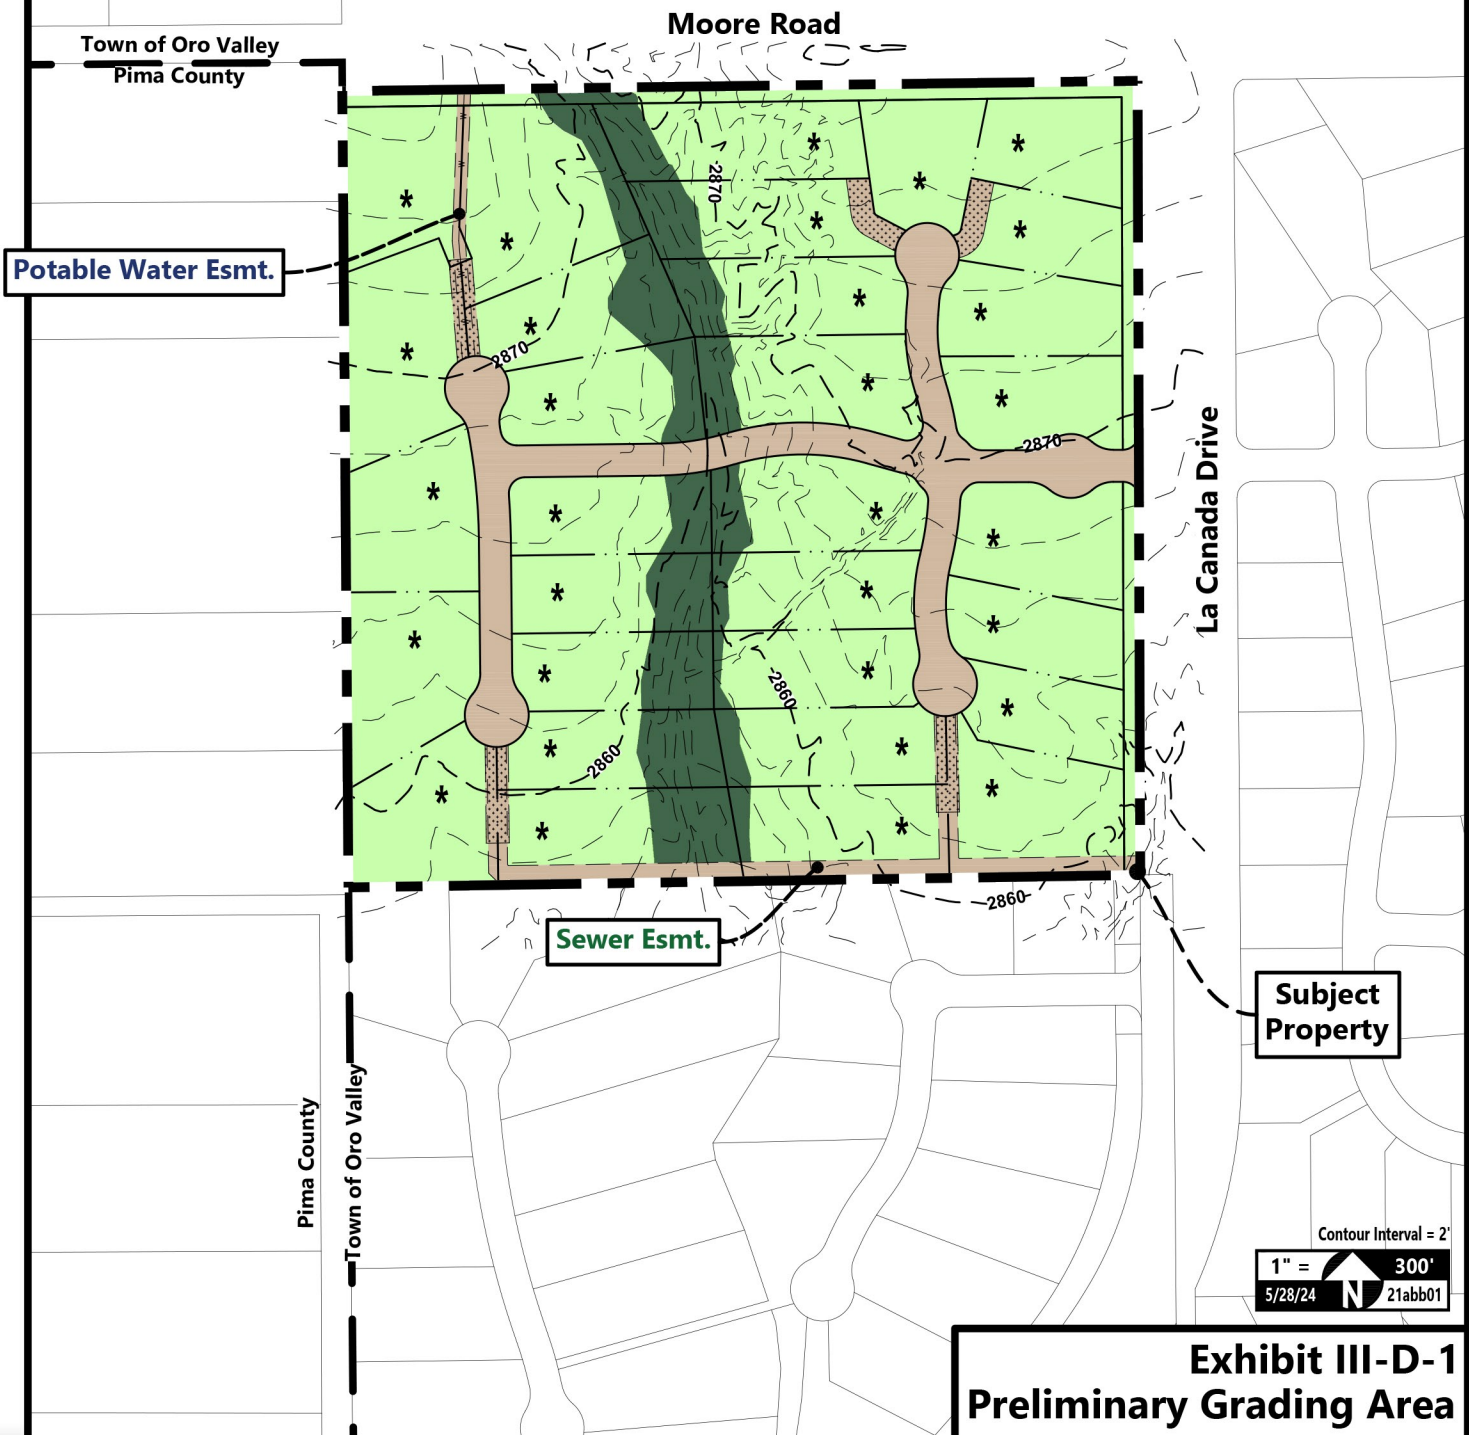 Moore Road
Town of Oro Valley
Pima County
2870
Potable Water Esmt.
2870
2870
La Canada Drive
2860
2860
2860
Sewer Esmt.
Subject
Property
Pima County
Town of Oro Valley
Contour Interval = 2'
1" = 300'
5/28/24 N 21abb01
Exhibit III-D-1
Preliminary Grading Area